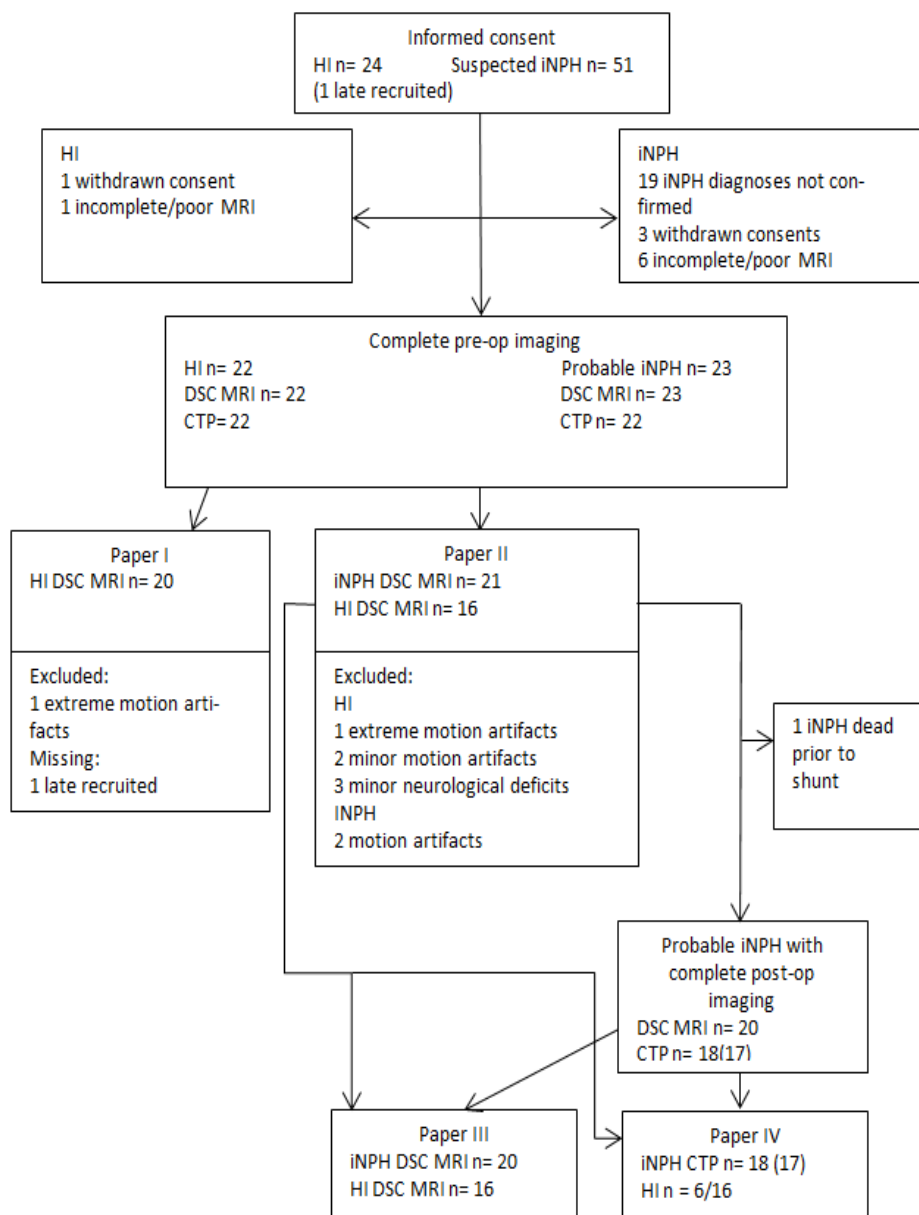 Informed consent
HI n= 24 Suspected iNPH n= 51
(1 late recruited)
HI
1 withdrawn consent
1 incomplete/poor MRI
iNPH
19 iNPH diagnoses not con-
firmed
3 withdrawn consents
6 incomplete/poor MRI
Complete pre-op imaging
HI n= 22 Probable iNPH n= 23
DSC MRI n= 22 DSC MRI n= 23
CTP= 22 CTP n= 22
Paper I
HI DSC MRI n= 20
Excluded:
1 extreme motion arti-
facts
Missing:
1 late recruited
Paper II
iNPH DSC MRI n= 21
HI DSC MRI n= 16
Excluded:
HI
1 extreme motion artifacts
2 minor motion artifacts
3 minor neurological deficits
INPH
2 motion artifacts
1 iNPH dead
prior to
shunt
Probable iNPH with
complete post-op
imaging
DSC MRI n= 20
CTP n= 18(17)
Paper III
iNPH DSC MRI n= 20
HI DSC MRI n= 16
Paper IV
iNPH CTP n= 18 (17)
HI n = 6/16